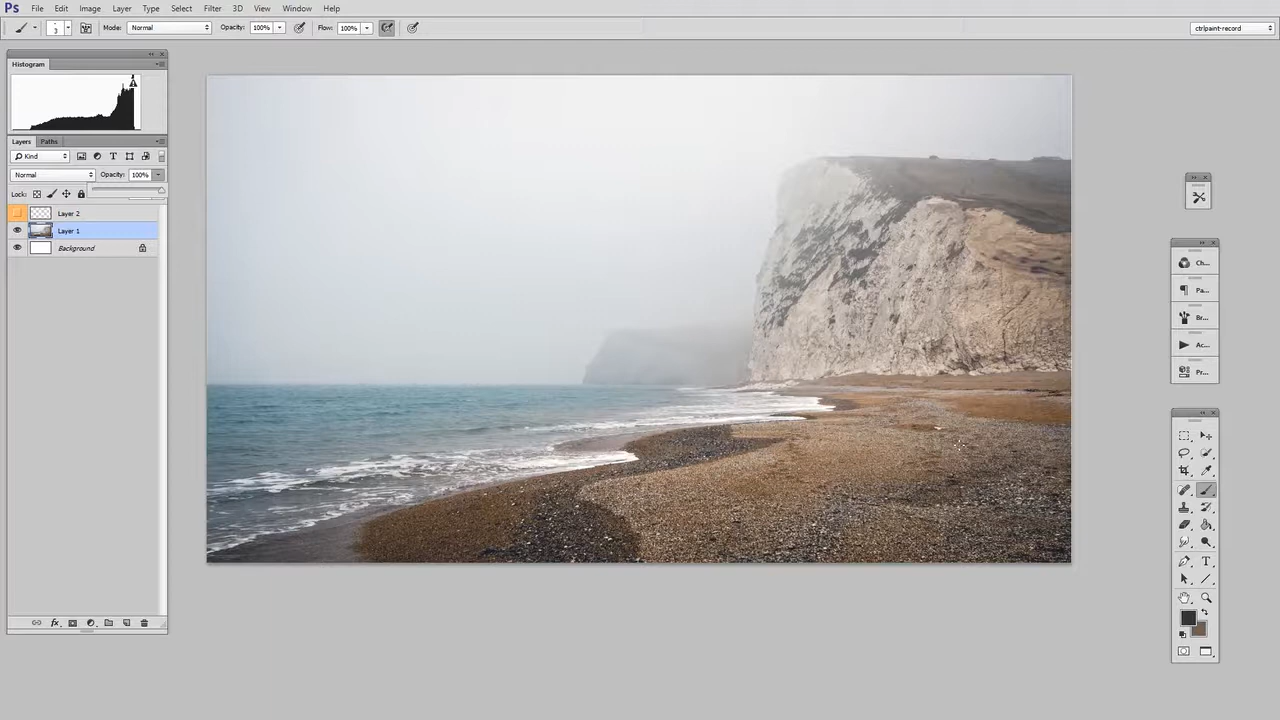 Ps File Edit Image Layer Type Select Filter 3D View Window Help
3 Mode: Normal Opacity: 100% Flow: 100% ctrlpaint-record
Histogram
Layers Paths
Kind
Normal Opacity: 100%
Lock:
Layer 2
Layer 1
Background
Ch...
Pa...
Br...
Ac...
Pr...